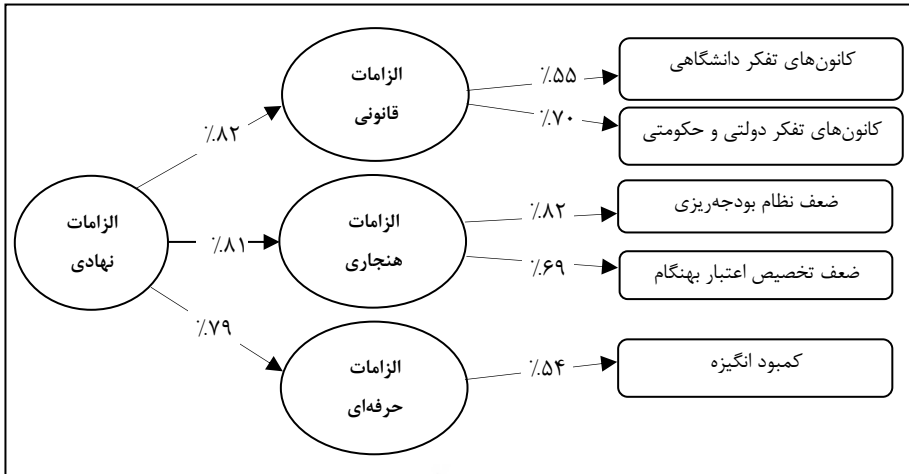 الزامات
نهادی
٪۸۲
٪۸۱
٪۷۹
الزامات
قانونی
٪۵۵
٪۷۰
کانون‌های تفکر دانشگاهی
کانون‌های تفکر دولتی و حکومتی
الزامات
هنجاری
٪۸۲
٪۶۹
ضعف نظام بودجه‌ریزی
ضعف تخصیص اعتبار بهنگام
الزامات
حرفه‌ای
٪۵۴
کمبود انگیزه